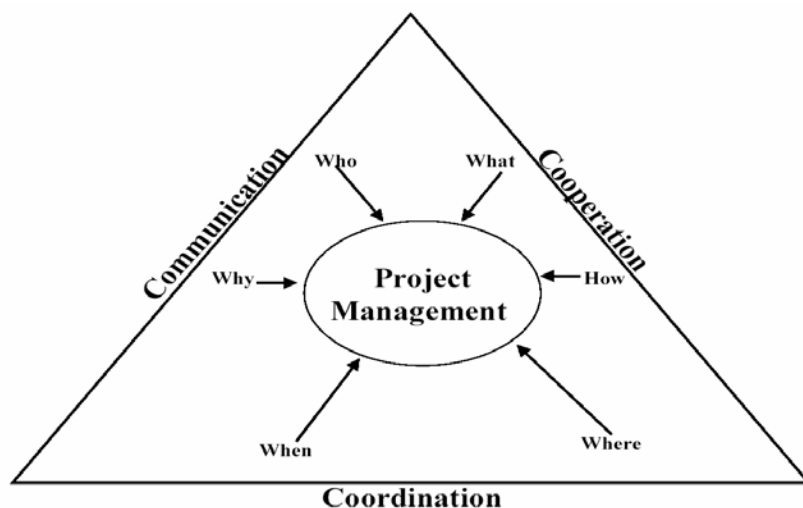 Who
What
Communication
Cooperation
Why
Project
Management
How
When
Where
Coordination